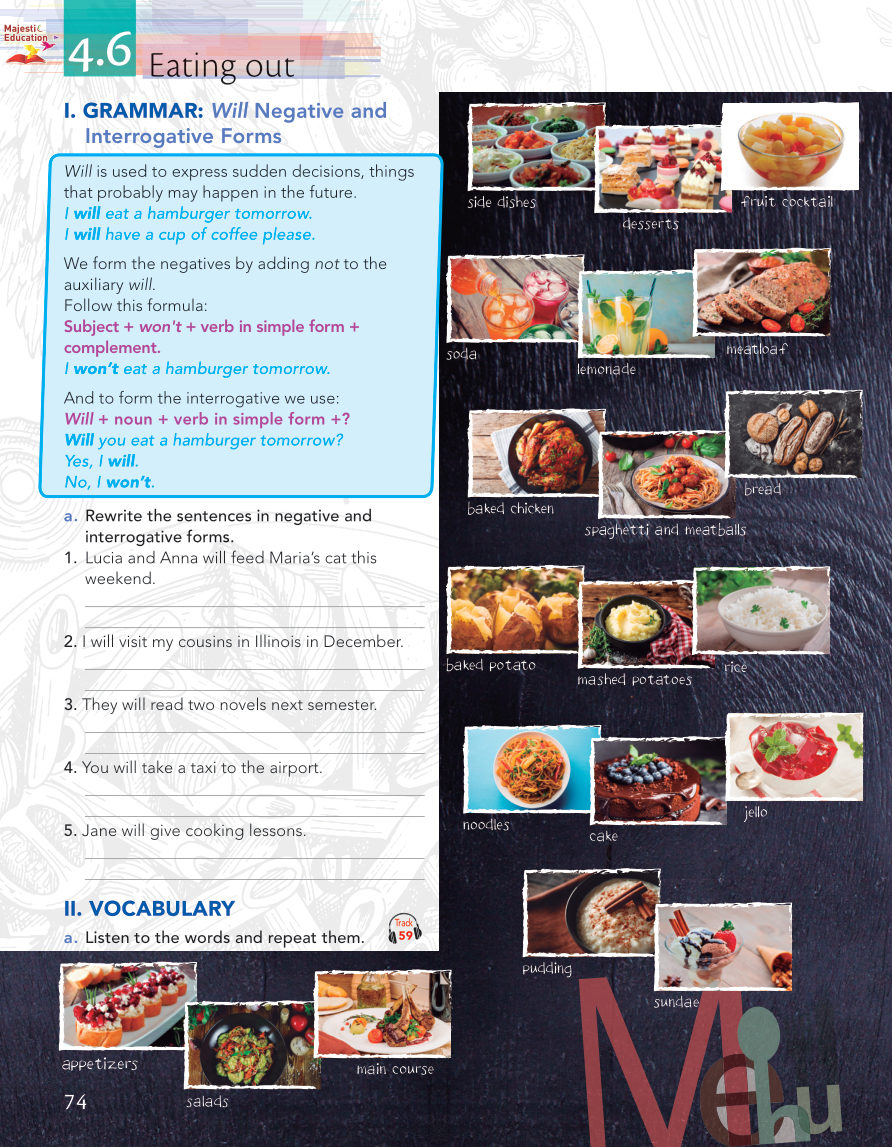 Majesti
Education
4.6
Eating out
I. GRAMMAR: Will Negative and
Interrogative Forms
Will is used to express sudden decisions, things
that probably may happen in the future.
I will eat a hamburger tomorrow.
I will have a cup of coffee please.
We form the negatives by adding not to the
auxiliary will.
Follow this formula:
Subject + won't + verb in simple form +
complement.
I won’t eat a hamburger tomorrow.
And to form the interrogative we use:
Will + noun + verb in simple form +?
Will you eat a hamburger tomorrow?
Yes, I will.
No, I won’t.
a. Rewrite the sentences in negative and
interrogative forms.
1. Lucia and Anna will feed Maria’s cat this
weekend.
2. I will visit my cousins in Illinois in December.
3. They will read two novels next semester.
4. You will take a taxi to the airport.
5. Jane will give cooking lessons.
II. VOCABULARY
a. Listen to the words and repeat them.
Track
59
appetizers
salads
main course
side dishes
desserts
fruit cocktail
soda
lemonade
meatloaf
baked chicken
spaghetti and meatballs
bread
baked potato
mashed potatoes
rice
noodles
cake
jello
pudding
sundae
Menu
74